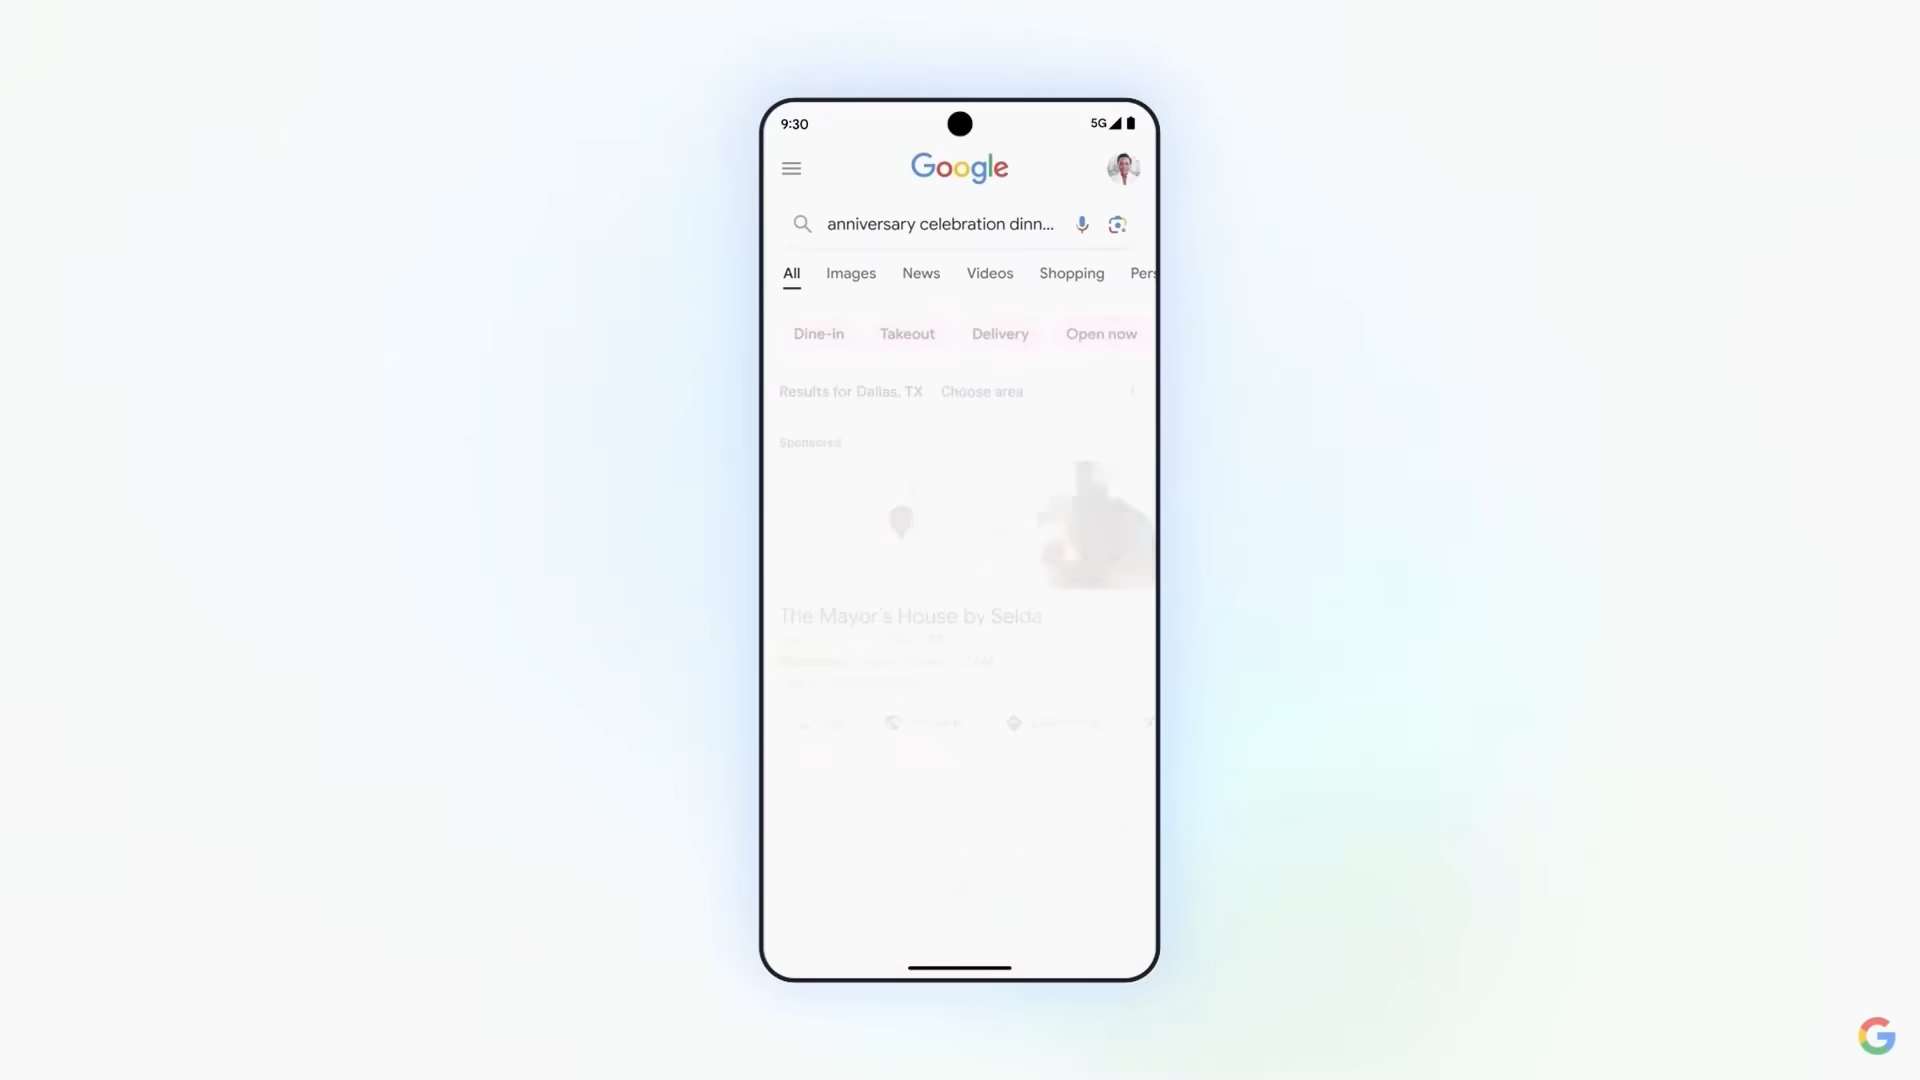 9:30
5G
Google
anniversary celebration dinn...
All Images News Videos Shopping Pers
Dine-in Takeout Delivery Open now
Results for Dallas, TX Choose area
Sponsored
The Mayor's House by Selda